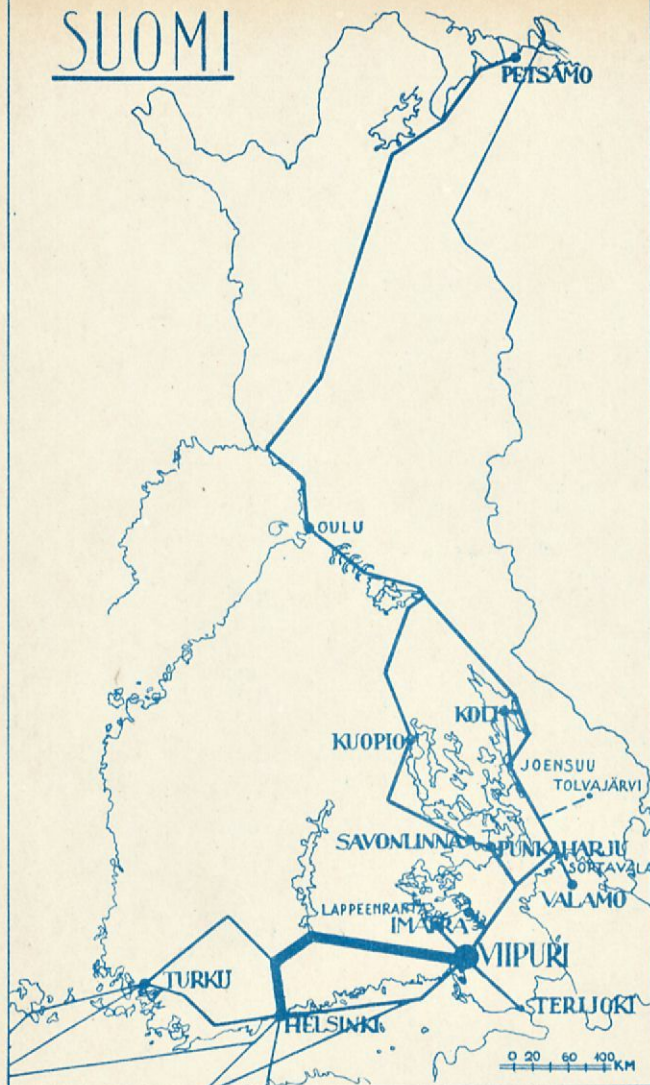 SUOMI
PETSAMO
OULU
KOLI
KUOPIO
JOENSUU
TOLVAJÄRVI
SAVONLINNA
PUNKAHARJU
SORTAVALA
VALAMO
LAPPEENRANTA
IMATRA
VIIPURI
TURKU
TERIJOKI
HELSINKI
0 20 60 100 KM